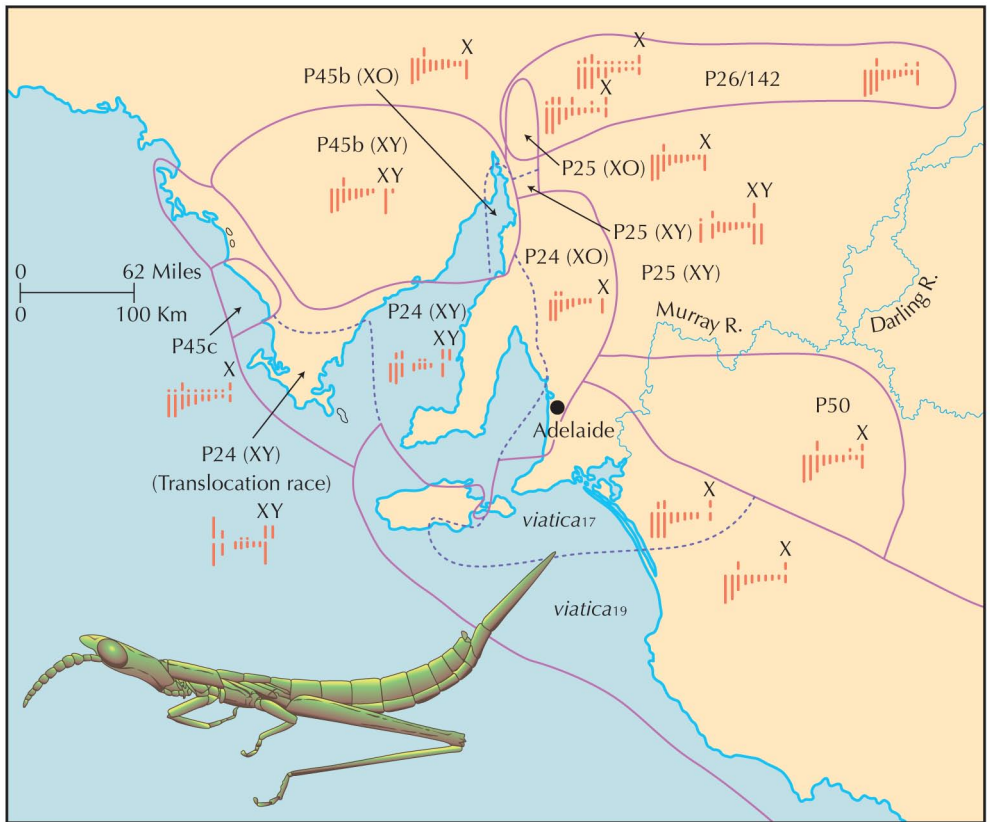 X
P45b (XO)
X
P26/142
X
P45b (XY)
XY
P25 (XO)
X
XY
P25 (XY)
P24 (XO)
P25 (XY)
X
0
62 Miles
0
100 Km
P24 (XY)
XY
Murray R.
Darling R.
P45c
X
P24 (XY)
(Translocation race)
XY
Adelaide
P50
X
X
viatica17
X
viatica19